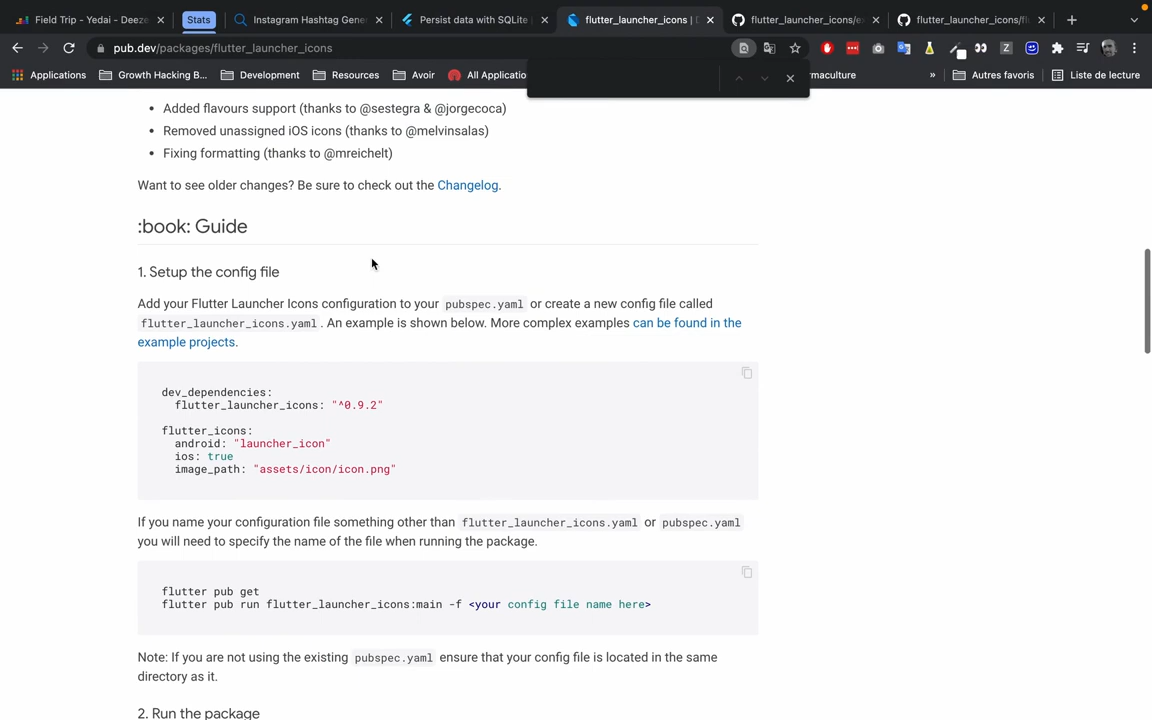 Field Trip - Yedai - Deeze
Stats
Instagram Hashtag Gene
Persist data with SQLite
flutter_launcher_icons | D
flutter_launcher_icons/ex
flutter_launcher_icons/fl
pub.dev/packages/flutter_launcher_icons
Applications
Growth Hacking B...
Development
Resources
Avoir
All Applicatio
maculture
»
Autres favoris
Liste de lecture
• Added flavours support (thanks to @sestegra & @jorgecoca)
• Removed unassigned iOS icons (thanks to @melvinsalas)
• Fixing formatting (thanks to @mreichelt)
Want to see older changes? Be sure to check out the Changelog.
:book: Guide
1. Setup the config file
Add your Flutter Launcher Icons configuration to your pubspec.yaml or create a new config file called
flutter_launcher_icons.yaml. An example is shown below. More complex examples can be found in the
example projects.
dev_dependencies:
flutter_launcher_icons: "^0.9.2"
flutter_icons:
android: "launcher_icon"
ios: true
image_path: "assets/icon/icon.png"
If you name your configuration file something other than flutter_launcher_icons.yaml or pubspec.yaml
you will need to specify the name of the file when running the package.
flutter pub get
flutter pub run flutter_launcher_icons:main -f <your config file name here>
Note: If you are not using the existing pubspec.yaml ensure that your config file is located in the same
directory as it.
2. Run the package